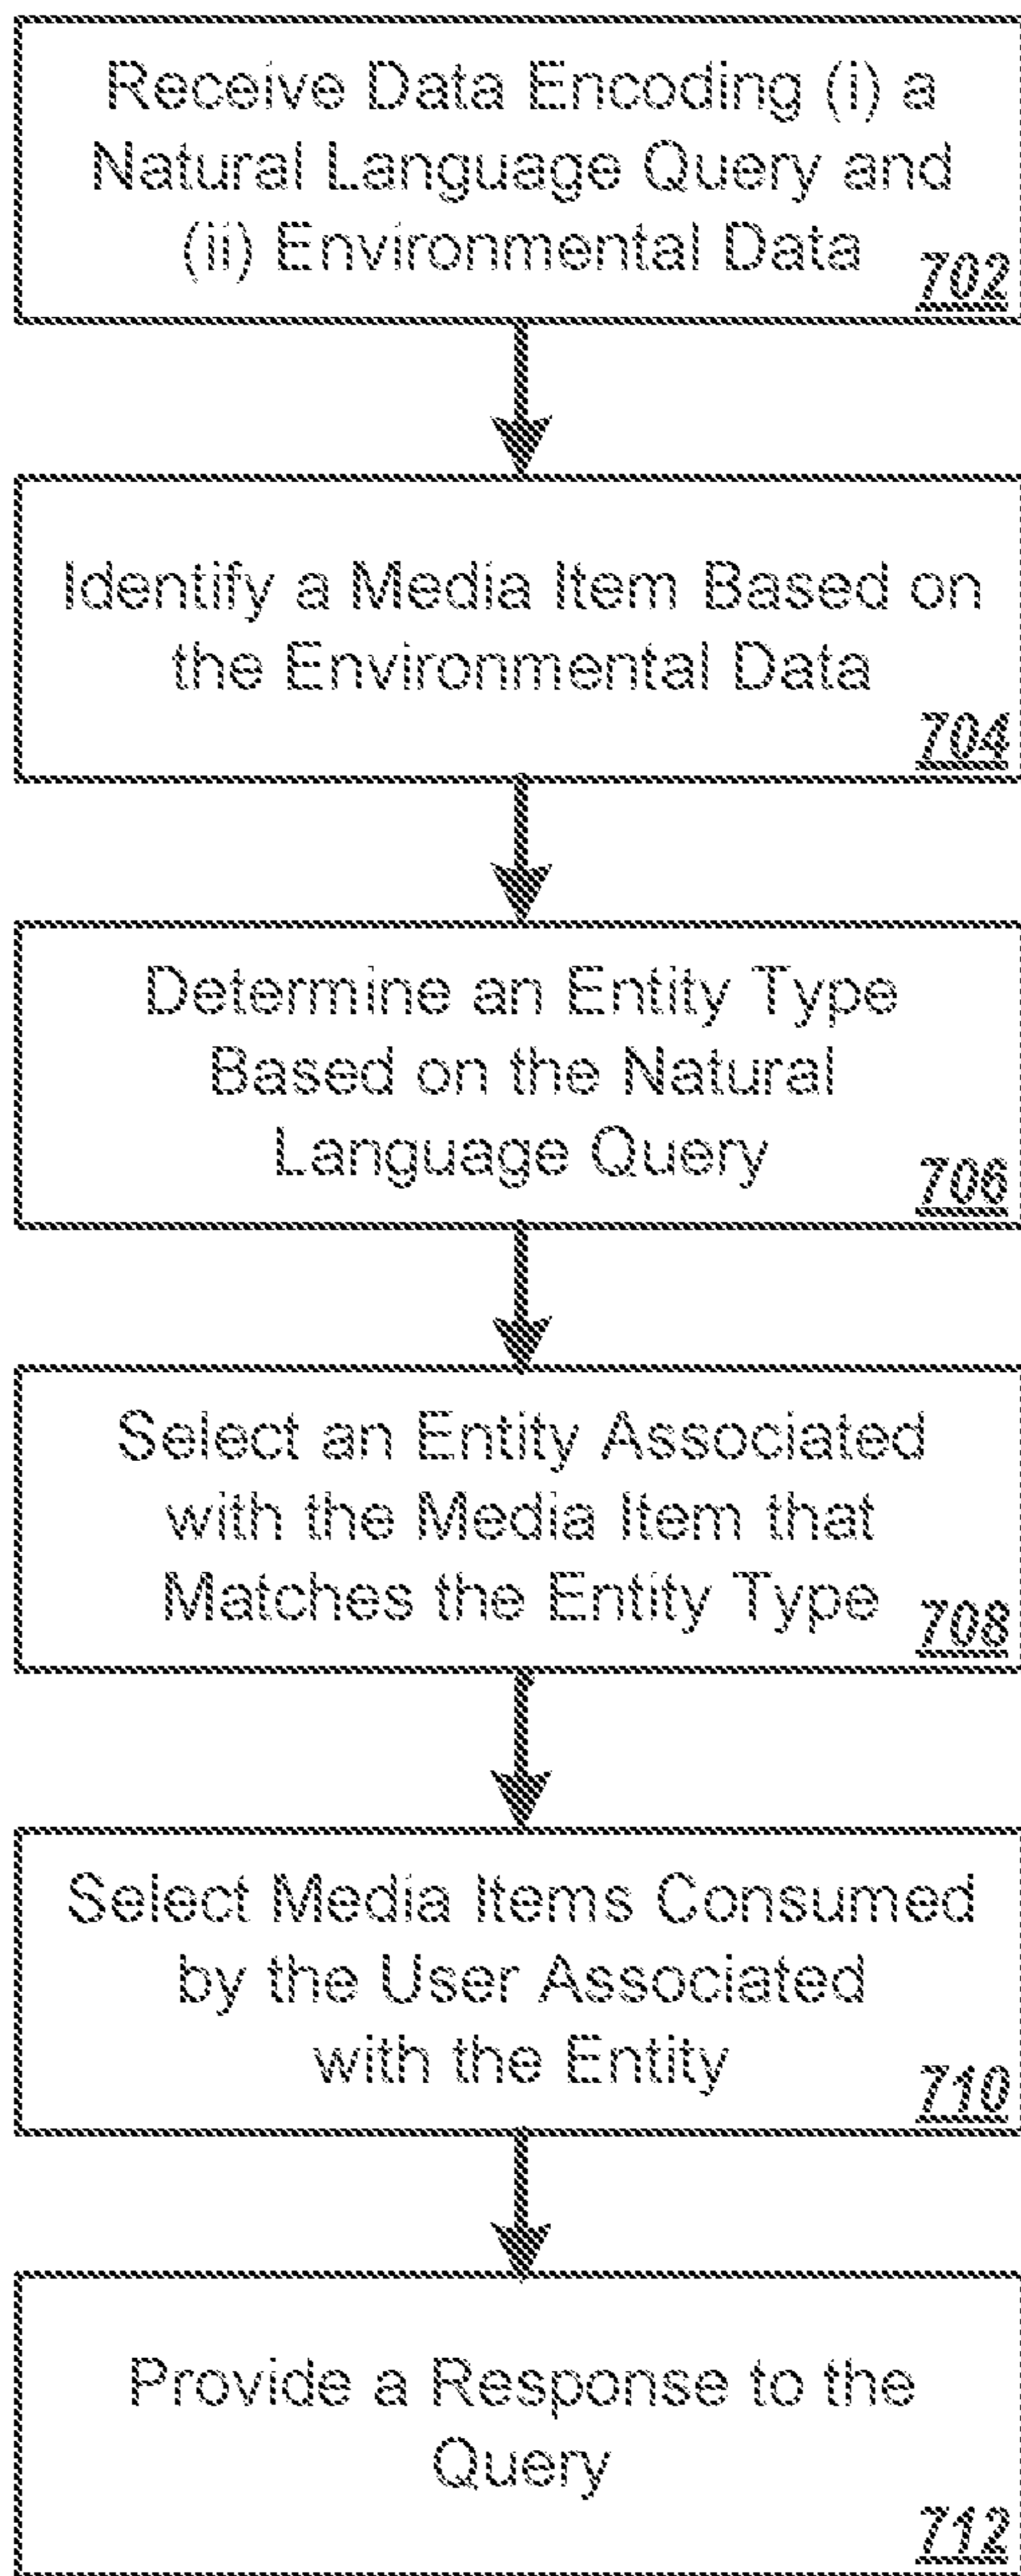 Receive Data Encoding (i) a
Natural Language Query and
(ii) Environmental Data
702
Identify a Media Item Based on
the Environmental Data
704
Determine an Entity Type
Based on the Natural
Language Query
706
Select an Entity Associated
with the Media Item that
Matches the Entity Type
708
Select Media Items Consumed
by the User Associated
with the Entity
710
Provide a Response to the
Query
712